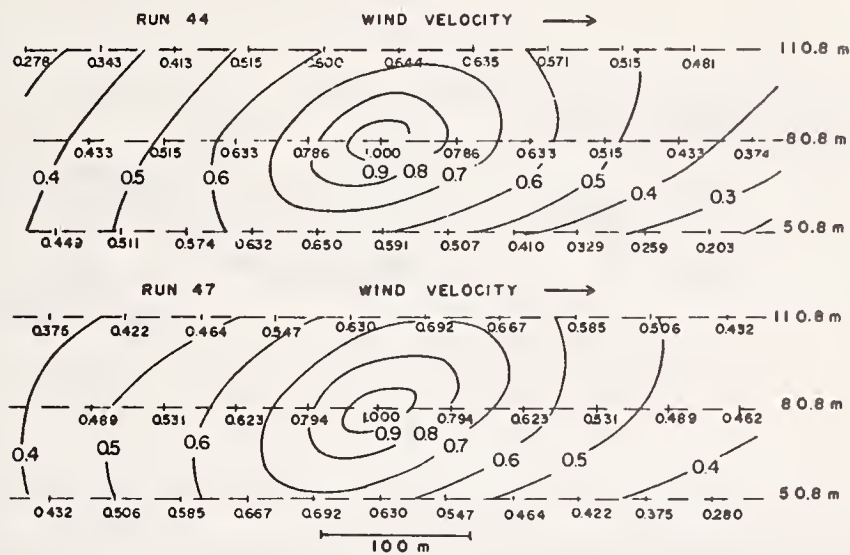 RUN 44 WIND VELOCITY
0.278 0.343 0.413 0.515 0.600 0.644 0.635 0.571 0.515 0.481 110.8 m
0.433 0.515 0.633 0.786 1.000 0.786 0.633 0.515 0.433 0.374 80.8 m
0.4 0.5 0.6 0.9 0.8 0.7 0.6 0.5 0.4 0.3
0.449 0.511 0.574 0.632 0.650 0.591 0.507 0.410 0.329 0.259 0.203 50.8 m
RUN 47 WIND VELOCITY
0.375 0.422 0.464 0.547 0.630 0.692 0.667 0.585 0.506 0.432 110.8 m
0.489 0.531 0.623 0.794 1.000 0.794 0.623 0.531 0.489 0.462 80.8 m
0.4 0.5 0.6 0.9 0.8 0.7 0.6 0.5 0.4
0.432 0.506 0.585 0.667 0.692 0.630 0.547 0.464 0.422 0.375 0.280 50.8 m
100 m